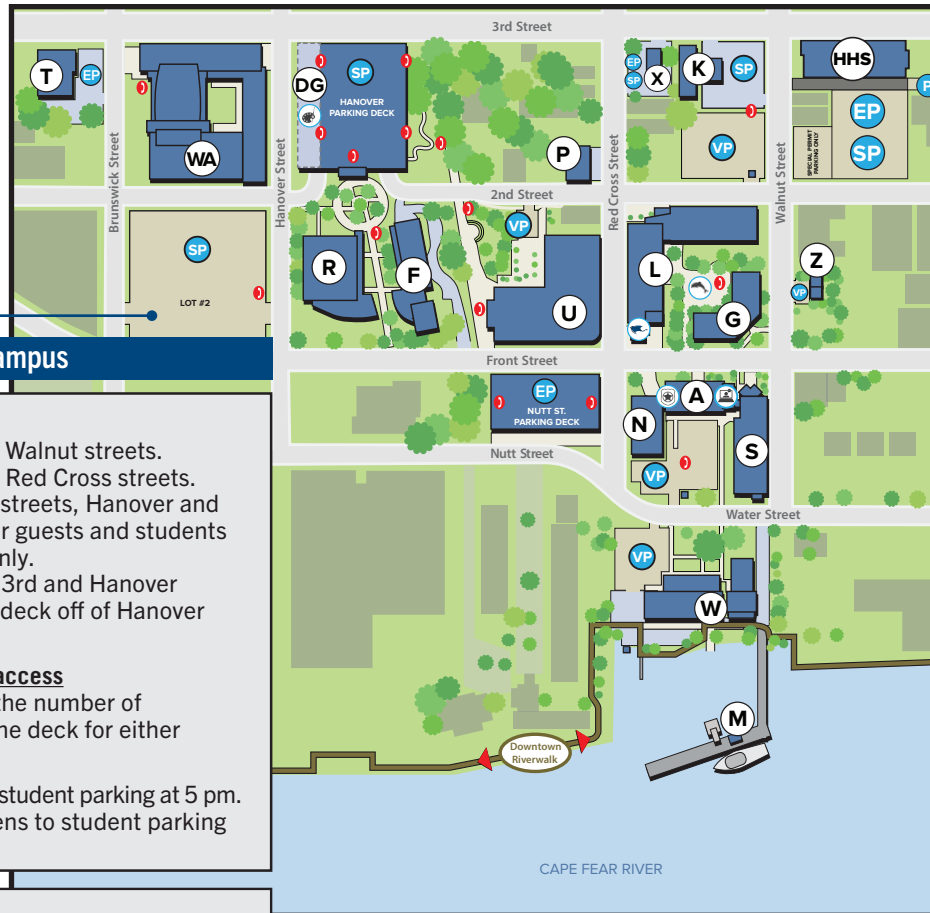 3rd Street
T
EP
WA
DG
SP
HANOVER
PARKING DECK
P
EP
SP
X
K
SP
VP
HHS
EP
SP
SPECIAL PERMIT
PARKING ONLY
P
Brunswick Street
Hanover Street
2nd Street
Red Cross Street
Walnut Street
SP
LOT #2
R
F
VP
U
L
G
VP
Z
Front Street
EP
NUTT ST.
PARKING DECK
Nutt Street
N
A
S
VP
Water Street
VP
W
M
Downtown
Riverwalk
CAPE FEAR RIVER
ampus
Walnut streets.
Red Cross streets.
streets, Hanover and
r guests and students
nly.
3rd and Hanover
deck off of Hanover
access
the number of
ne deck for either
student parking at 5 pm.
ens to student parking